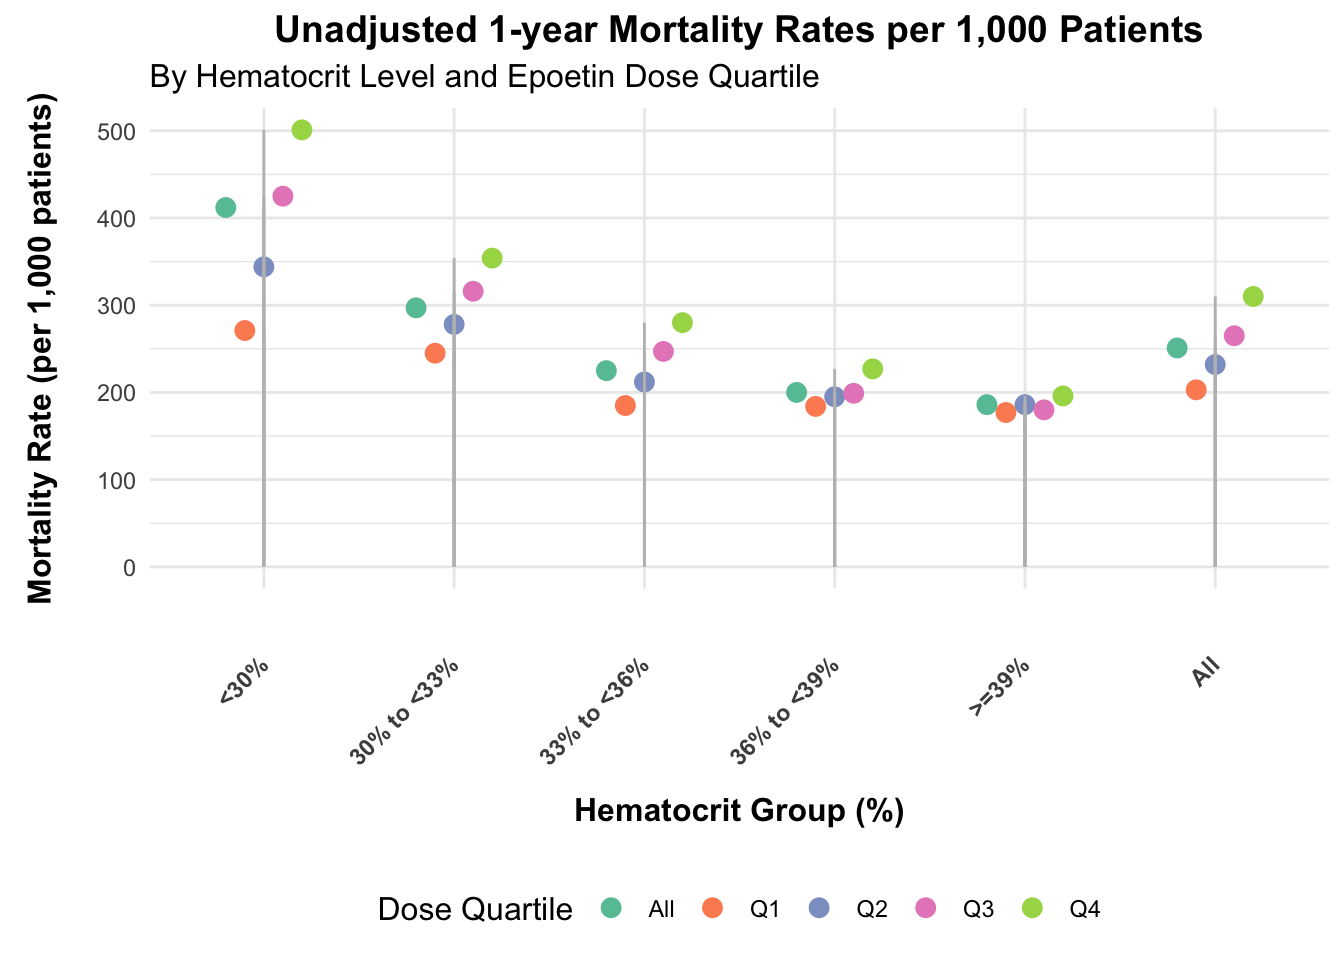 Unadjusted 1-year Mortality Rates per 1,000 Patients
By Hematocrit Level and Epoetin Dose Quartile
Mortality Rate (per 1,000 patients)
500
400
300
200
100
0
<30%
30% to <33%
33% to <36%
36% to <39%
>=39%
All
Hematocrit Group (%)
Dose Quartile All Q1 Q2 Q3 Q4